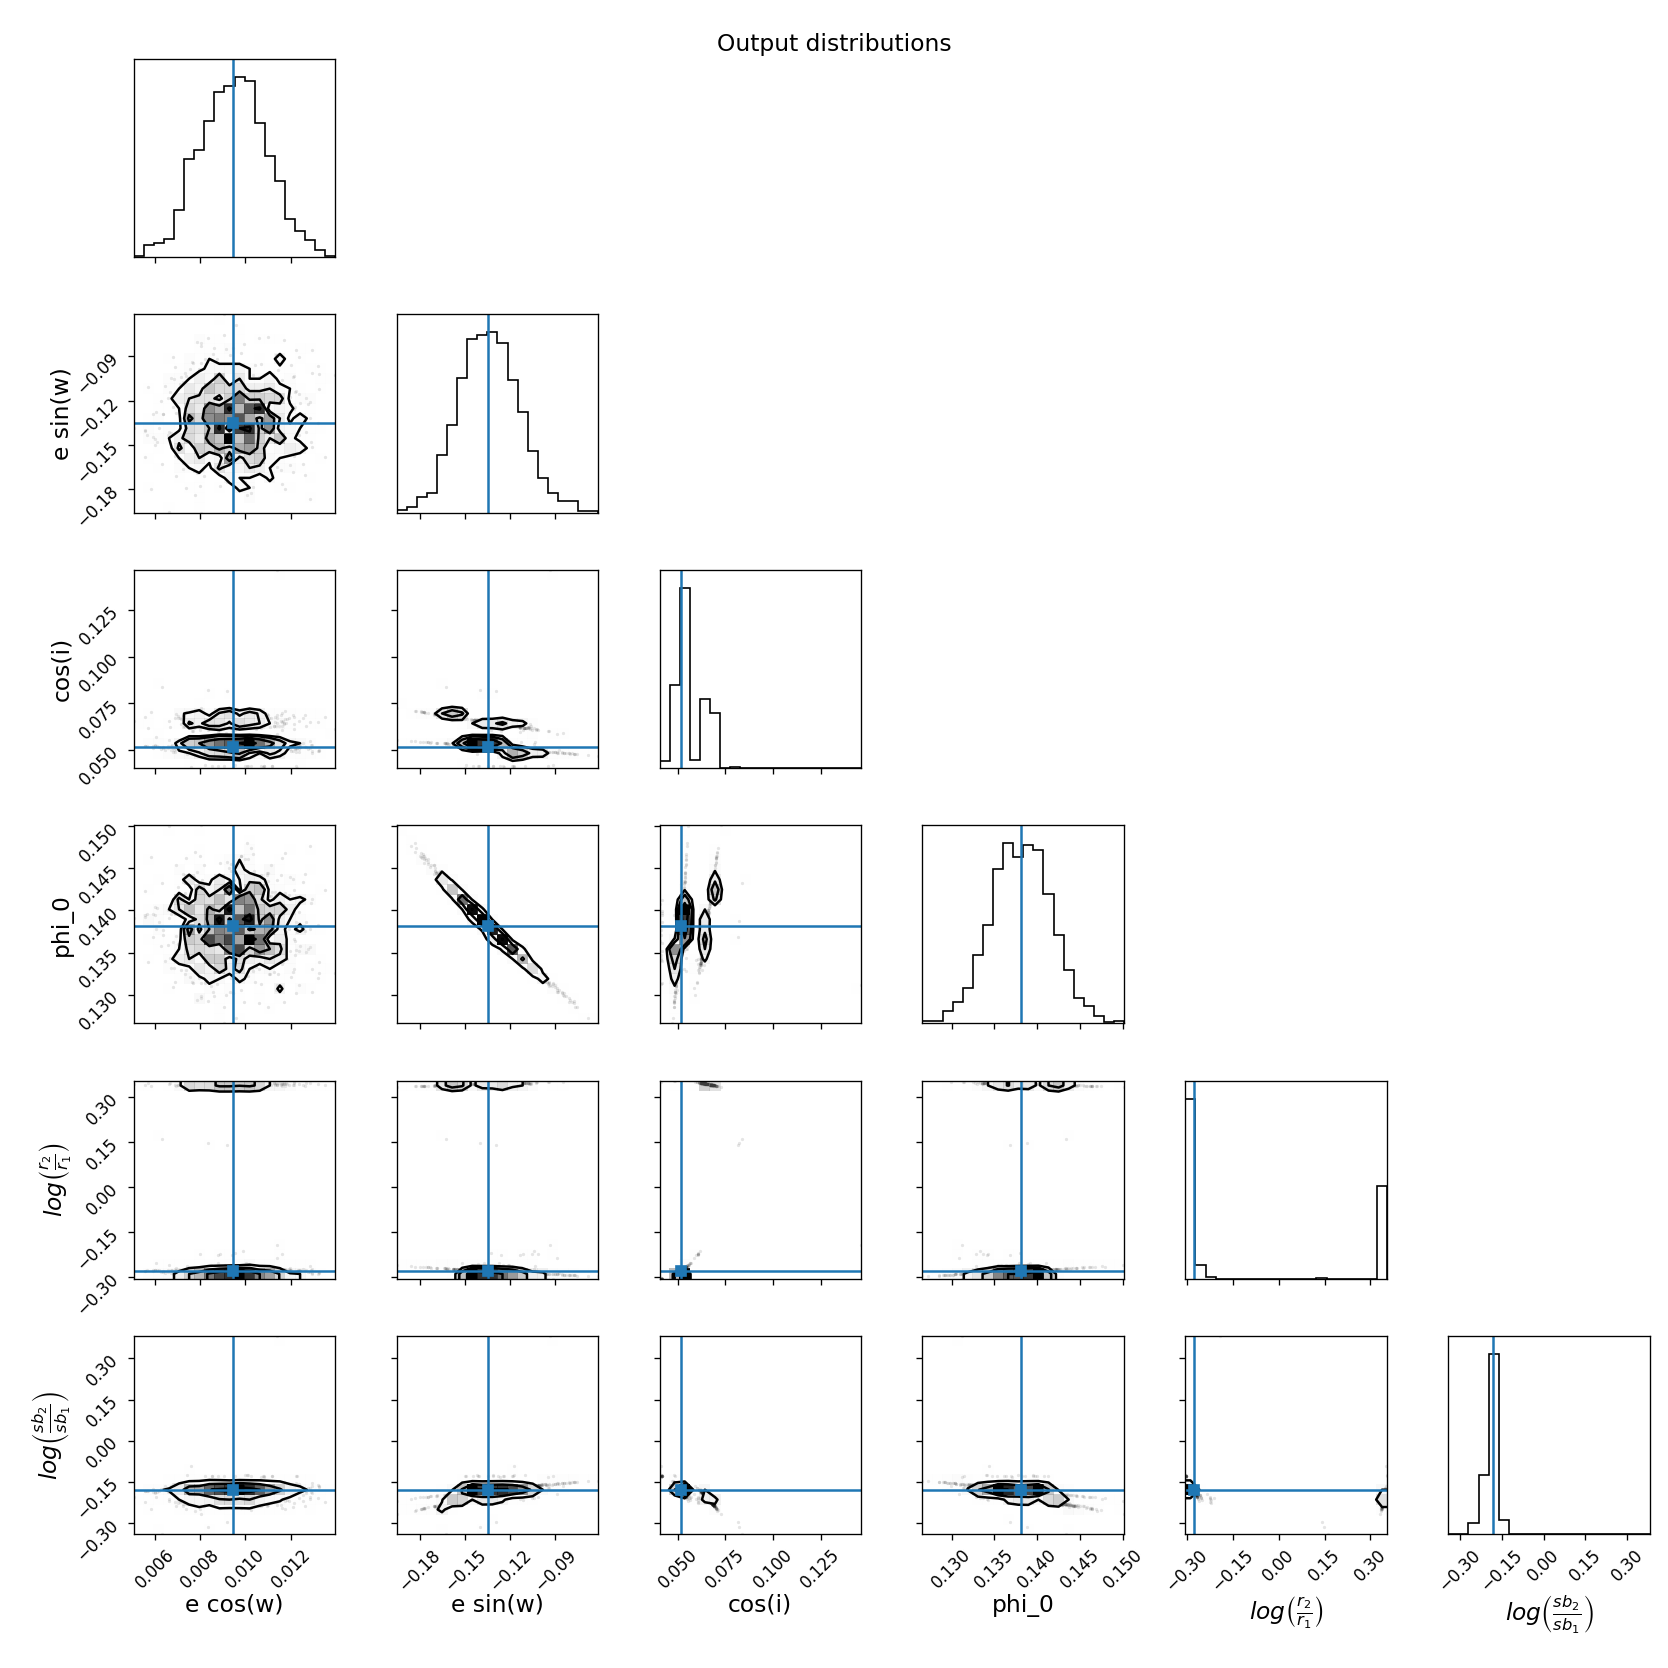 Output distributions
e sin(w)
−0.09
−0.12
−0.15
−0.18
cos(i)
0.125
0.100
0.075
0.050
phi_0
0.150
0.145
0.140
0.135
0.130
log(r2/r1)
0.30
0.15
0.00
−0.15
−0.30
log(sb2/sb1)
0.30
0.15
0.00
−0.15
−0.30
0.006 0.008 0.010 0.012
−0.18 −0.15 −0.12 −0.09
0.050 0.075 0.100 0.125
0.130 0.135 0.140 0.145 0.150
−0.30 −0.15 0.00 0.15 0.30
−0.30 −0.15 0.00 0.15 0.30
e cos(w) e sin(w) cos(i) phi_0 log(r2/r1) log(sb2/sb1)